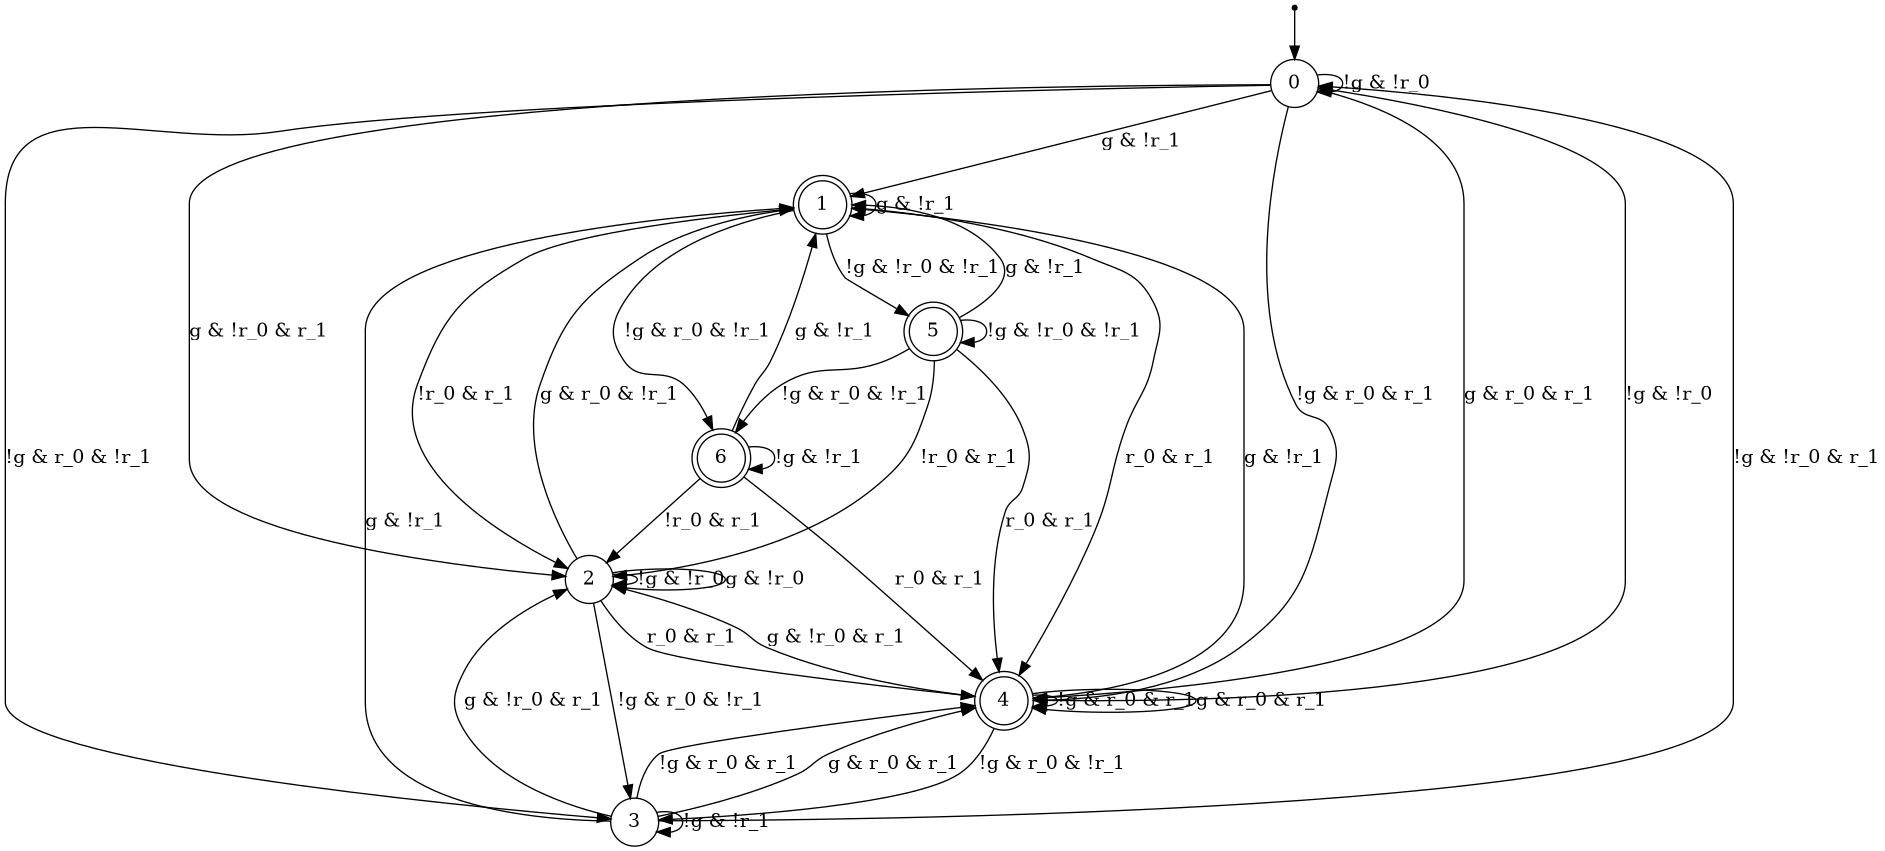 0
!g & !r_0
g & !r_1
1
g & !r_1
!g & !r_0 & !r_1
g & !r_1
g & !r_0 & r_1
!g & r_0 & !r_1
g & !r_1
5
!g & !r_0 & !r_1
!r_0 & r_1
g & r_0 & !r_1
!g & r_0 & !r_1
!g & r_0 & r_1
g & r_0 & r_1
!g & !r_0
!g & r_0 & !r_1
6
!g & !r_1
!r_0 & r_1
r_0 & r_1
g & !r_1
!g & !r_0 & r_1
g & !r_1
!r_0 & r_1
r_0 & r_1
2
!g & !r_0
g & !r_0
r_0 & r_1
r_0 & r_1
g & !r_0 & r_1
g & !r_0 & r_1
!g & r_0 & !r_1
4
!g & r_0 & r_1
g & r_0 & r_1
!g & r_0 & r_1
g & r_0 & r_1
!g & r_0 & !r_1
3
!g & !r_1